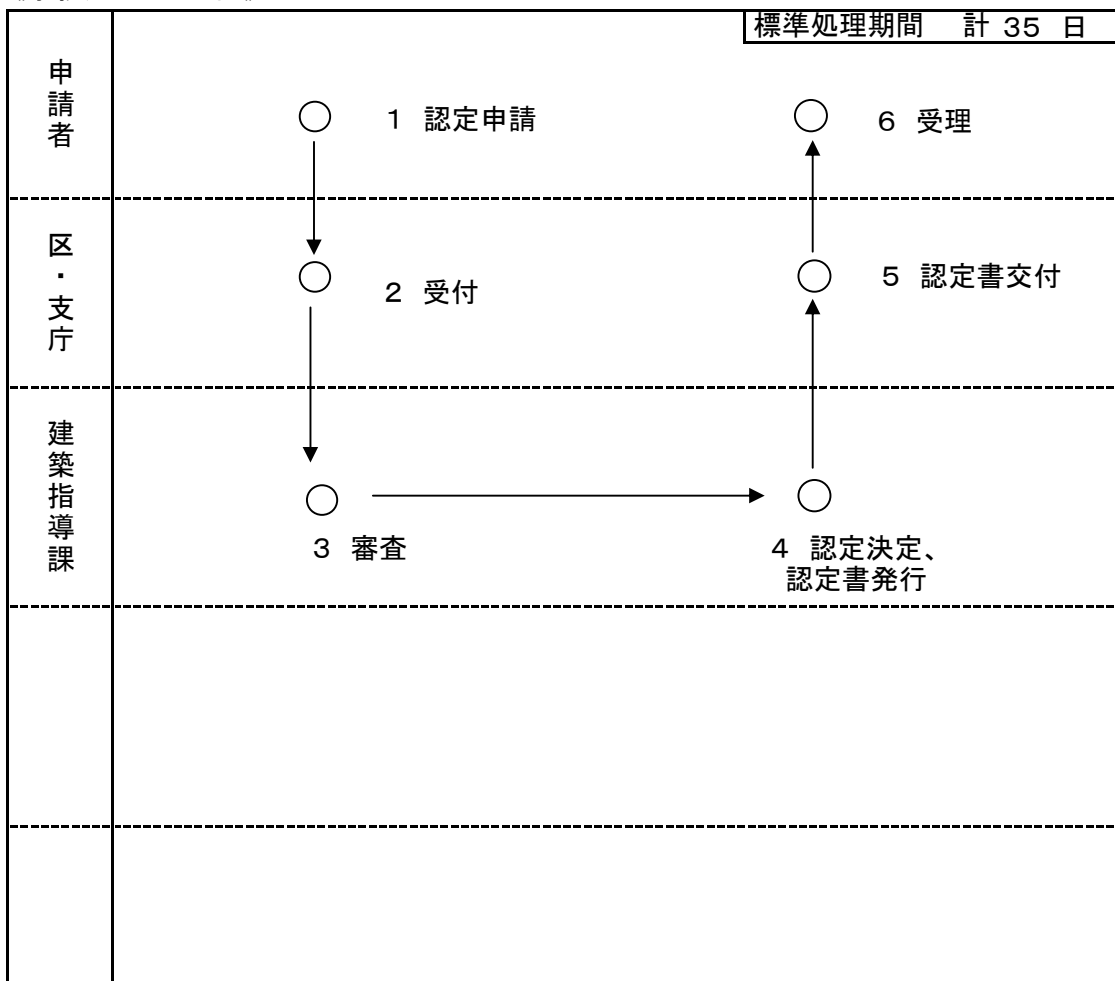 標準処理期間　計 35 日
申請者
1 認定申請
6 受理
区・支庁
2 受付
5 認定書交付
建築指導課
3 審査
4 認定決定、
認定書発行